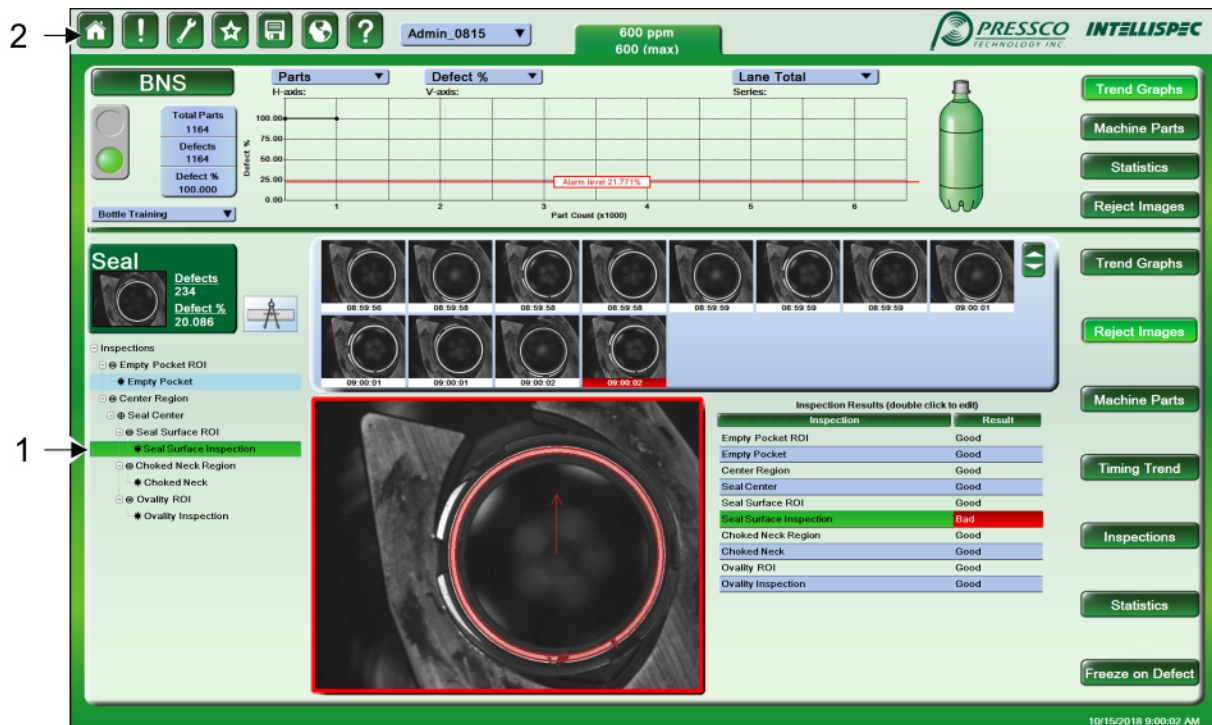 2
!
?
Admin_0815
600 ppm
600 (max)
PRESSCO
TECHNOLOGY INC.
INTELLISPEC
BNS
Total Parts
1164
Defects
1164
Defect %
100.000
Bottle Training
Parts
H-axis:
Defect %
V-axis:
Lane Total
Series:
Defect %
100.00
75.00
50.00
25.00
0.00
Alarm level 21.771%
1 2 3 4 5 6
Part Count (x1000)
Trend Graphs
Machine Parts
Statistics
Reject Images
Seal
Defects
234
Defect %
20.086
Inspections
Empty Pocket ROI
Empty Pocket
Center Region
Seal Center
Seal Surface ROI
1
Seal Surface Inspection
Choked Neck Region
Choked Neck
Ovality ROI
Ovality Inspection
08:59:56 08:59:58 08:59:58 08:59:58 08:59:59 08:59:59 08:59:59 09:00:01
09:00:01 09:00:01 09:00:02 09:00:02
Inspection Results (double click to edit)
Inspection Result
Empty Pocket ROI Good
Empty Pocket Good
Center Region Good
Seal Center Good
Seal Surface ROI Good
Seal Surface Inspection Bad
Choked Neck Region Good
Choked Neck Good
Ovality ROI Good
Ovality Inspection Good
Trend Graphs
Reject Images
Machine Parts
Timing Trend
Inspections
Statistics
Freeze on Defect
10/15/2018 9:00:02 AM